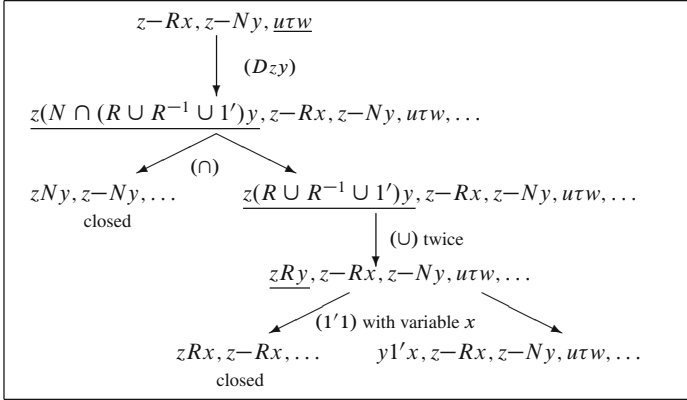 z−Rx, z−Ny, uτw
(Dzy)
z(N ∩ (R ∪ R⁻¹ ∪ 1′)y, z−Rx, z−Ny, uτw, . . .
(∩)
zNy, z−Ny, . . . z(R ∪ R⁻¹ ∪ 1′)y, z−Rx, z−Ny, uτw, . . .
closed
(∪) twice
zRy, z−Rx, z−Ny, uτw, . . .
(1′1) with variable x
zRx, z−Rx, . . . y1′x, z−Rx, z−Ny, uτw, . . .
closed